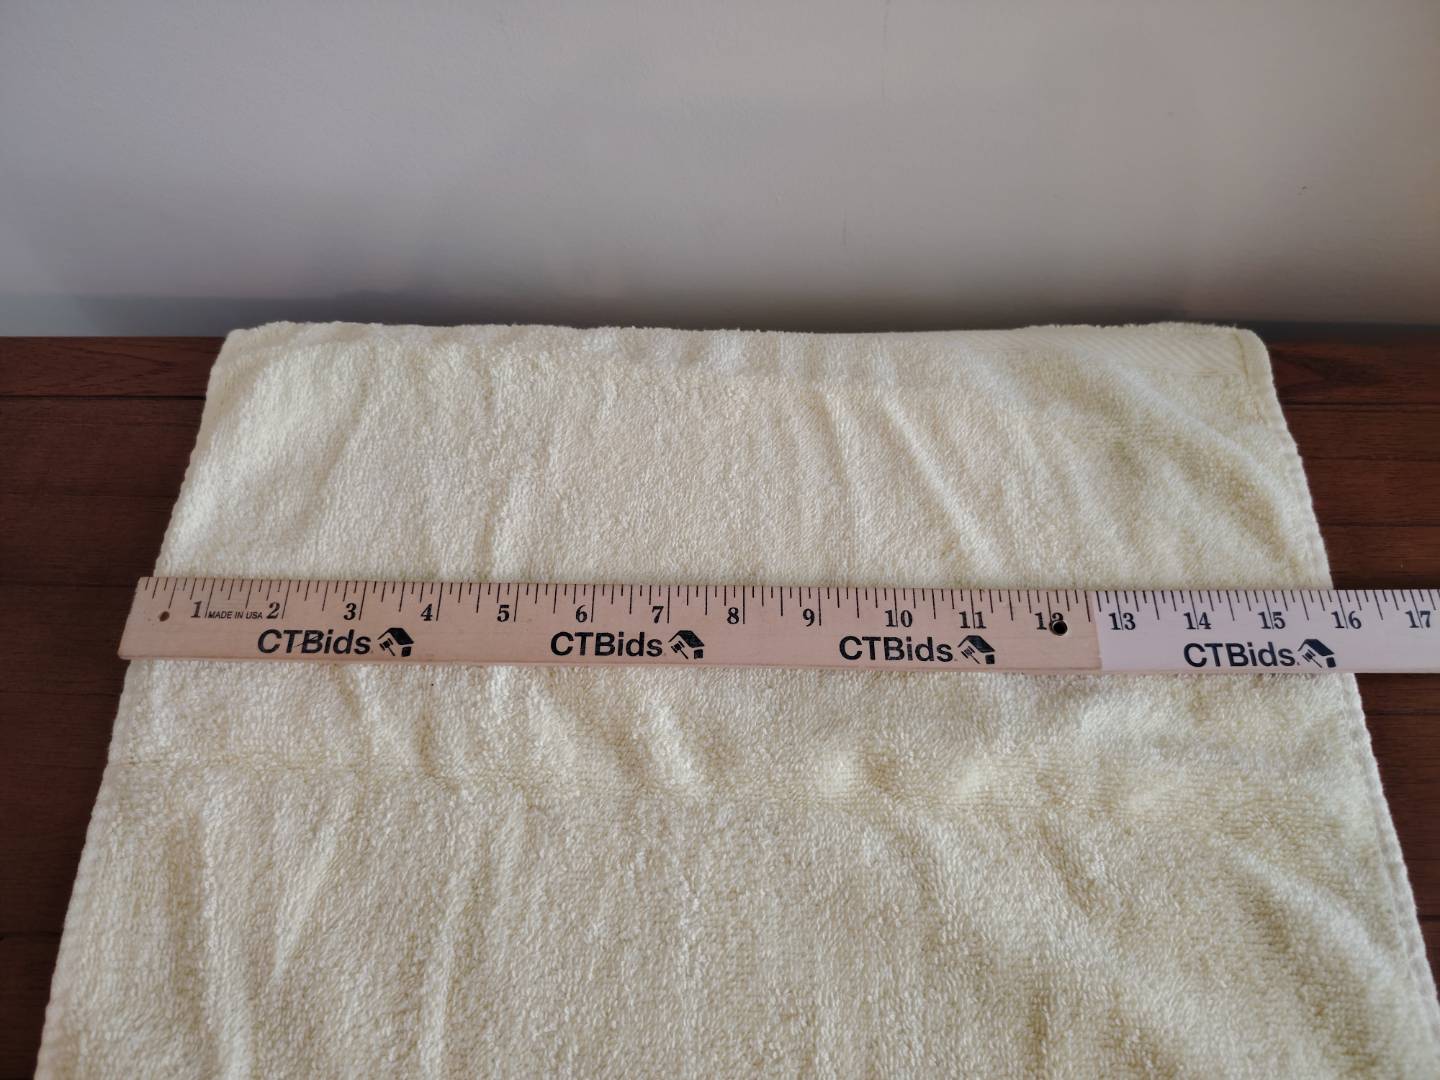 1 MADE IN USA 2 3 4 5 6 7 8 9 10 11 12 13 14 15 16 17
CTBids CTBids CTBids. CTBids.